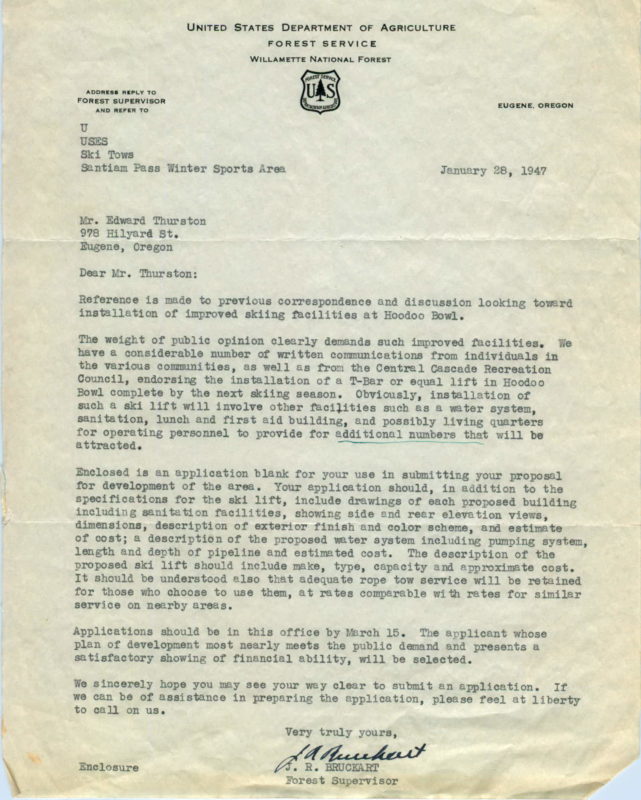 UNITED STATES DEPARTMENT OF AGRICULTURE
FOREST SERVICE
WILLAMETTE NATIONAL FOREST
FOREST SERVICE
U S
DEPARTMENT OF AGRICULTURE
ADDRESS REPLY TO
FOREST SUPERVISOR
AND REFER TO
EUGENE, OREGON
U
USES
Ski Tows
Santiam Pass Winter Sports Area
January 28, 1947
Mr. Edward Thurston
978 Hilyard St.
Eugene, Oregon
Dear Mr. Thurston:
Reference is made to previous correspondence and discussion looking toward
installation of improved skiing facilities at Hoodoo Bowl.
The weight of public opinion clearly demands such improved facilities. We
have a considerable number of written communications from individuals in
the various communities, as well as from the Central Cascade Recreation
Council, endorsing the installation of a T-Bar or equal lift in Hoodoo
Bowl complete by the next skiing season. Obviously, installation of
such a ski lift will involve other facilities such as a water system,
sanitation, lunch and first aid building, and possibly living quarters
for operating personnel to provide for additional numbers that will be
attracted.
Enclosed is an application blank for your use in submitting your proposal
for development of the area. Your application should, in addition to the
specifications for the ski lift, include drawings of each proposed building
including sanitation facilities, showing side and rear elevation views,
dimensions, description of exterior finish and color scheme, and estimate
of cost; a description of the proposed water system including pumping system,
length and depth of pipeline and estimated cost. The description of the
proposed ski lift should include make, type, capacity and approximate cost.
It should be understood also that adequate rope tow service will be retained
for those who choose to use them, at rates comparable with rates for similar
service on nearby areas.
Applications should be in this office by March 15. The applicant whose
plan of development most nearly meets the public demand and presents a
satisfactory showing of financial ability, will be selected.
We sincerely hope you may see your way clear to submit an application. If
we can be of assistance in preparing the application, please feel at liberty
to call on us.
Very truly yours,
J R Bruckart
Enclosure
J. R. BRUCKART
Forest Supervisor